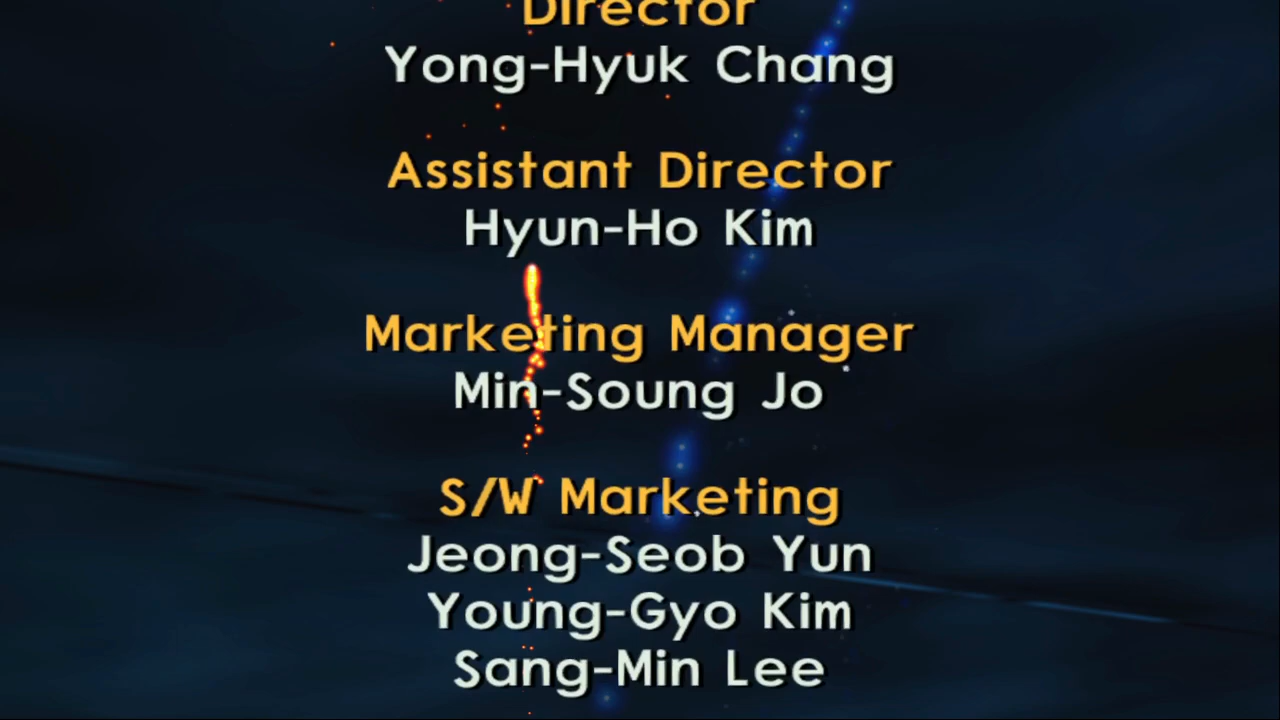 Director
Yong-Hyuk Chang
Assistant Director
Hyun-Ho Kim
Marketing Manager
Min-Soung Jo
S/W Marketing
Jeong-Seob Yun
Young-Gyo Kim
Sang-Min Lee